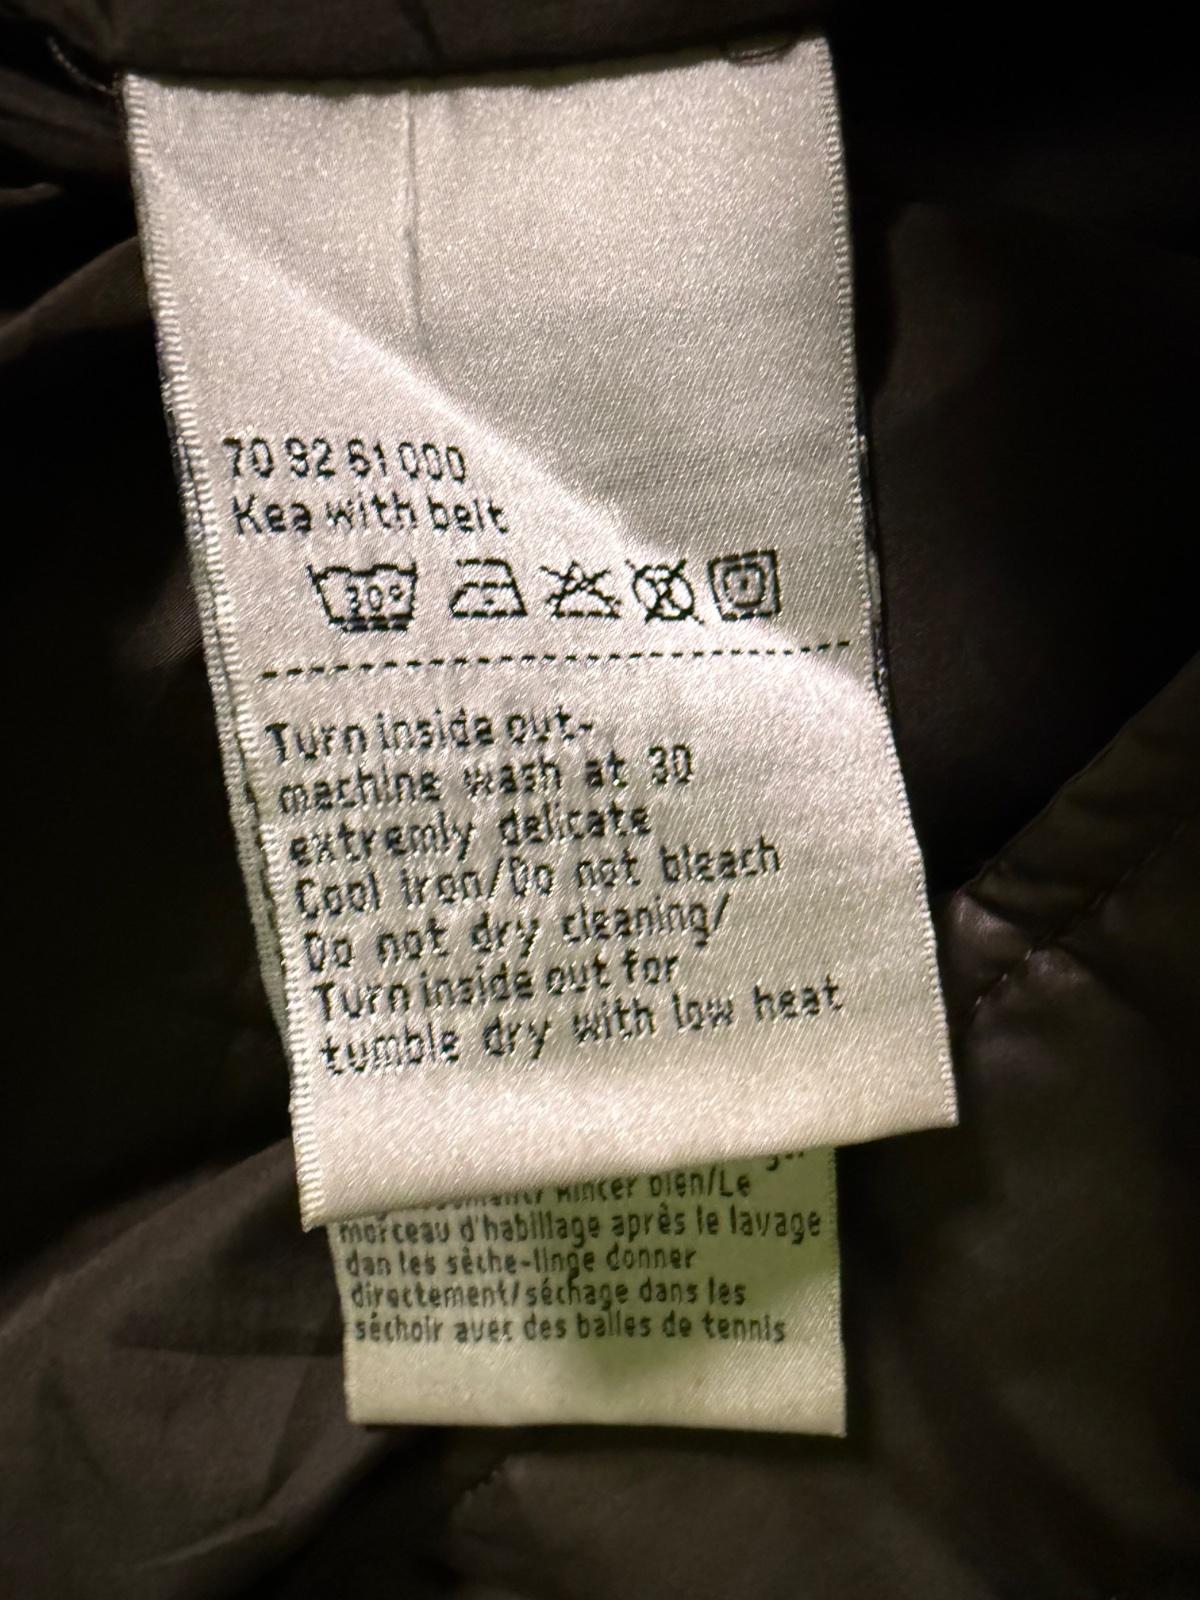 70 92 61 000
Kea with belt
30°
Turn inside out-
machine wash at 30
extremly delicate
Cool iron/Do not bleach
Do not dry cleaning/
Turn inside out for
tumble dry with low heat
Rincer bien/Le
morceau d'habillage après le lavage
dan les sèche-linge donner
directement/séchage dans les
séchoir avec des balles de tennis